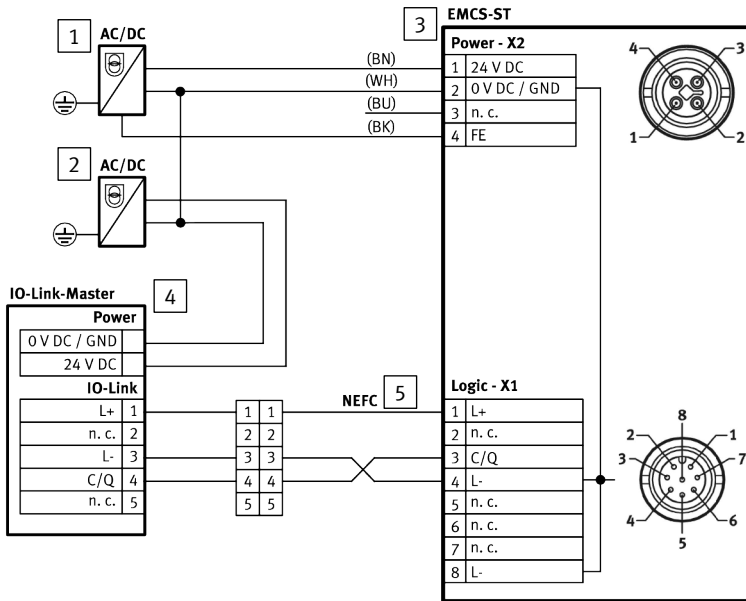 1 AC/DC
(BN)
(WH)
(BU)
(BK)
2 AC/DC
3 EMCS-ST
Power - X2
1 24 V DC
2 0 V DC / GND
3 n. c.
4 FE
4 3
1 2
IO-Link-Master 4
Power
0 V DC / GND
24 V DC
IO-Link
L+ 1
n. c. 2
L- 3
C/Q 4
n. c. 5
1 1
2 2
3 3
4 4
5 5
NEFC 5
Logic - X1
1 L+
2 n. c.
3 C/Q
4 L-
5 n. c.
6 n. c.
7 n. c.
8 L-
8
2 1
3 7
4 6
5